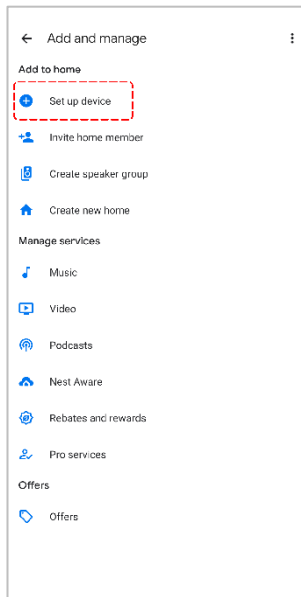 Add and manage
Add to home
Set up device
Invite home member
Create speaker group
Create new home
Manage services
Music
Video
Podcasts
Nest Aware
Rebates and rewards
Pro services
Offers
Offers